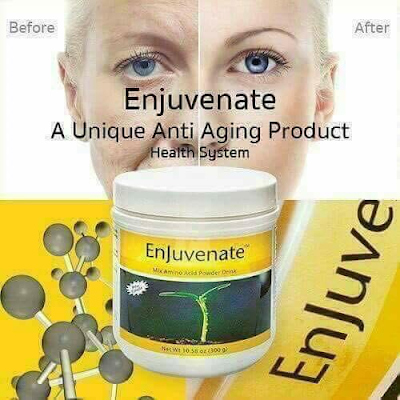 Before
After
Enjuvenate
A Unique Anti Aging Product
Health System
EnJuvenate™
Mix Amino Acid Powder Drink
Net Wt 10.58 oz (300 g)
EnJuve